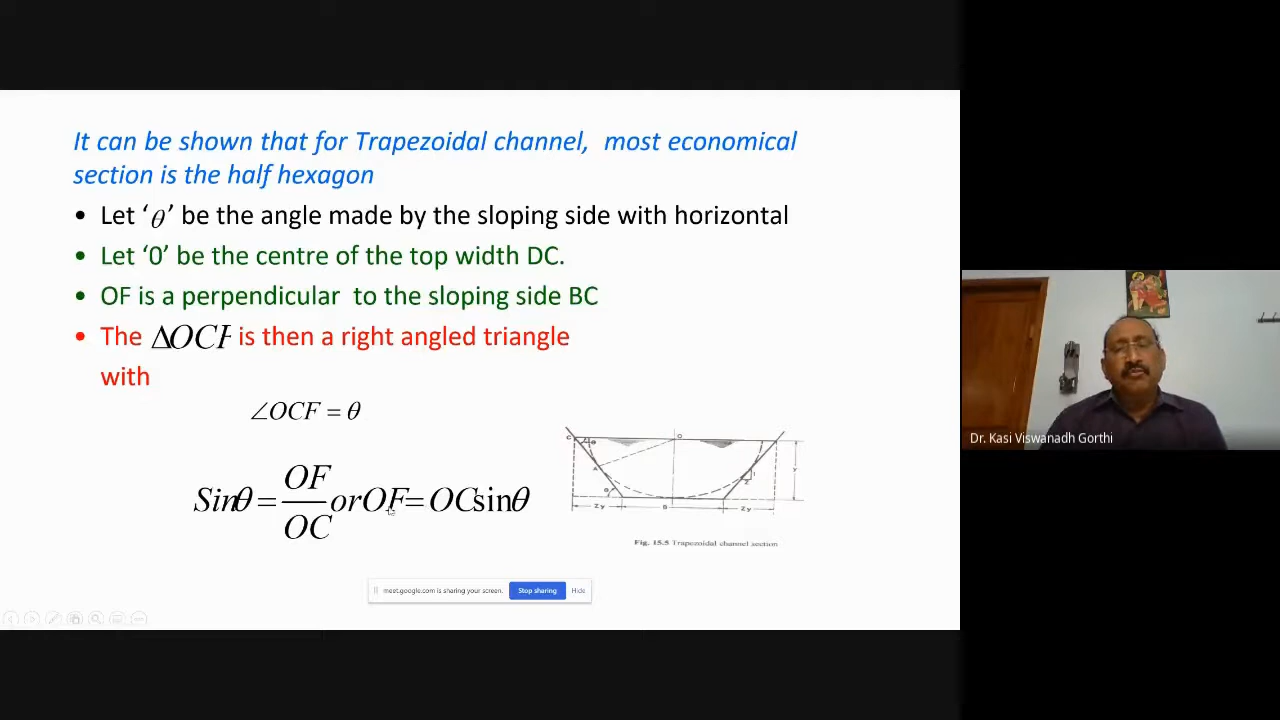 It can be shown that for Trapezoidal channel, most economical
section is the half hexagon
• Let ‘θ’ be the angle made by the sloping side with horizontal
• Let ‘0’ be the centre of the top width DC.
• OF is a perpendicular to the sloping side BC
• The ΔOCF is then a right angled triangle
with
∠OCF = θ
Sinθ = OF/OC or OF = OC sinθ
C
O
θ
A
θ
1
Z
y
Zy
B
Zy
Fig. 15.5 Trapezoidal channel section
meet.google.com is sharing your screen.
Stop sharing
Hide
Dr. Kasi Viswanadh Gorthi